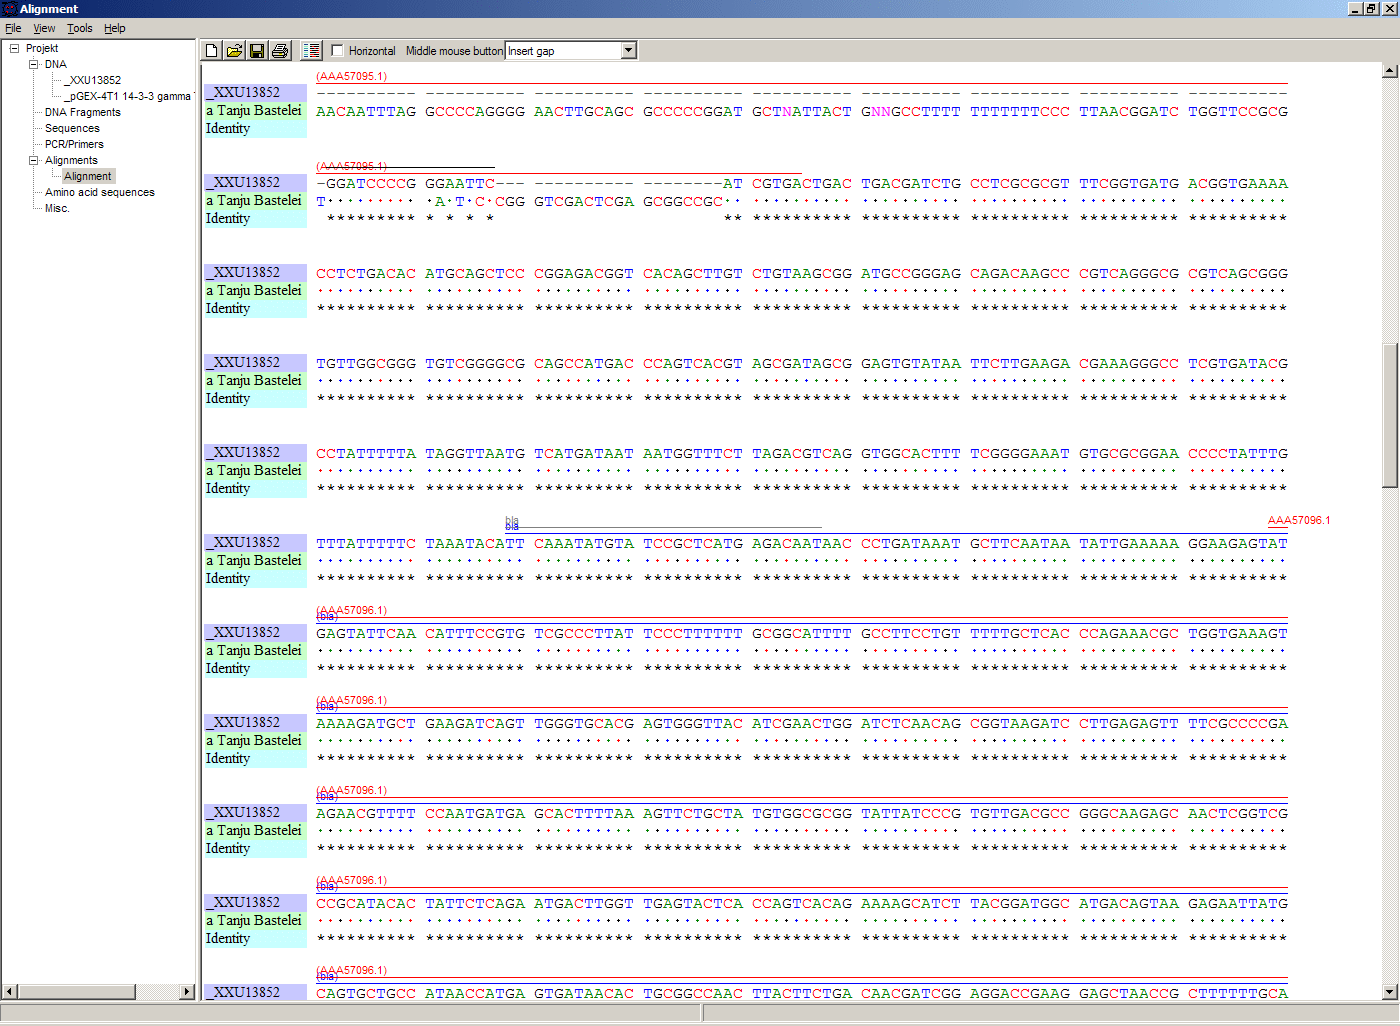 Alignment
File View Tools Help
Projekt
DNA
_XXU13852
_pGEX-4T1 14-3-3 gamma
DNA Fragments
Sequences
PCR/Primers
Alignments
Alignment
Amino acid sequences
Misc.
Horizontal Middle mouse button Insert gap
(AAA57095.1)
_XXU13852 ---------- ---------- ---------- ---------- ---------- ---------- ---------- ---------- ----------
a Tanju Bastelei AACAATTTAG GCCCCAGGGG AACTTGCAGC GCCCCCGGAT GCTNATTACT GNNGCCTTTT TTTTTTTCCC TTAACGGATC TGGTTCCGCG
Identity
(AAA57095.1)
_XXU13852 -GGATCCCCG GGAATTC--- ---------- --------ATC CGTGACTGAC TGACGATCTG CCTCGCGCGT TTCGGTGATG ACGGTGAAAA
a Tanju Bastelei T········· ·A·T·C·CGG GTCGACTCGA GCGGCCGC·· ·········· ·········· ·········· ·········· ··········
Identity ********* * * * ** ********** ********** ********** ********** **********
_XXU13852 CCTCTGACAC ATGCAGCTCC CGGAGACGGT CACAGCTTGT CTGTAAGCGG ATGCCGGGAG CAGACAAGCC CGTCAGGGCG CGTCAGCGGG
a Tanju Bastelei ·········· ·········· ·········· ·········· ·········· ·········· ·········· ·········· ··········
Identity ********** ********** ********** ********** ********** ********** ********** ********** **********
_XXU13852 TGTTGGCGGG TGTCGGGGCG CAGCCATGAC CCAGTCACGT AGCGATAGCG GAGTGTATAA TTCTTGAAGA CGAAAGGGCC TCGTGATACG
a Tanju Bastelei ·········· ·········· ·········· ·········· ·········· ·········· ·········· ·········· ··········
Identity ********** ********** ********** ********** ********** ********** ********** ********** **********
_XXU13852 CCTATTTTTA TAGGTTAATG TCATGATAAT AATGGTTTCT TAGACGTCAG GTGGCACTTT TCGGGGAAAT GTGCGCGGAA CCCCTATTTG
a Tanju Bastelei ·········· ·········· ·········· ·········· ·········· ·········· ·········· ·········· ··········
Identity ********** ********** ********** ********** ********** ********** ********** ********** **********
bla AAA57096.1
bla
_XXU13852 TTTATTTTTC TAAATACATT CAAATATGTA TCCGCTCATG AGACAATAAC CCTGATAAAT GCTTCAATAA TATTGAAAAA GGAAGAGTAT
a Tanju Bastelei ·········· ·········· ·········· ·········· ·········· ·········· ·········· ·········· ··········
Identity ********** ********** ********** ********** ********** ********** ********** ********** **********
(AAA57096.1)
(bla)
_XXU13852 GAGTATTCAA CATTTCCGTG TCGCCCTTAT TCCCTTTTTT GCGGCATTTT GCCTTCCTGT TTTTGCTCAC CCAGAAACGC TGGTGAAAGT
a Tanju Bastelei ·········· ·········· ·········· ·········· ·········· ·········· ·········· ·········· ··········
Identity ********** ********** ********** ********** ********** ********** ********** ********** **********
(AAA57096.1)
(bla)
_XXU13852 AAAAGATGCT GAAGATCAGT TGGGTGCACG AGTGGGTTAC ATCGAACTGG ATCTCAACAG CGGTAAGATC CTTGAGAGTT TTCGCCCCGA
a Tanju Bastelei ·········· ·········· ·········· ·········· ·········· ·········· ·········· ·········· ··········
Identity ********** ********** ********** ********** ********** ********** ********** ********** **********
(AAA57096.1)
(bla)
_XXU13852 AGAACGTTTT CCAATGATGA GCACTTTTAA AGTTCTGCTA TGTGGCGCGG TATTATCCCG TGTTGACGCC GGGCAAGAGC AACTCGGTCG
a Tanju Bastelei ·········· ·········· ·········· ·········· ·········· ·········· ·········· ·········· ··········
Identity ********** ********** ********** ********** ********** ********** ********** ********** **********
(AAA57096.1)
(bla)
_XXU13852 CCGCATACAC TATTCTCAGA ATGACTTGGT TGAGTACTCA CCAGTCACAG AAAAGCATCT TACGGATGGC ATGACAGTAA GAGAATTATG
a Tanju Bastelei ·········· ·········· ·········· ·········· ·········· ·········· ·········· ·········· ··········
Identity ********** ********** ********** ********** ********** ********** ********** ********** **********
(AAA57096.1)
(bla)
_XXU13852 CAGTGCTGCC ATAACCATGA GTGATAACAC TGCGGCCAAC TTACTTCTGA CAACGATCGG AGGACCGAAG GAGCTAACCG CTTTTTTGCA